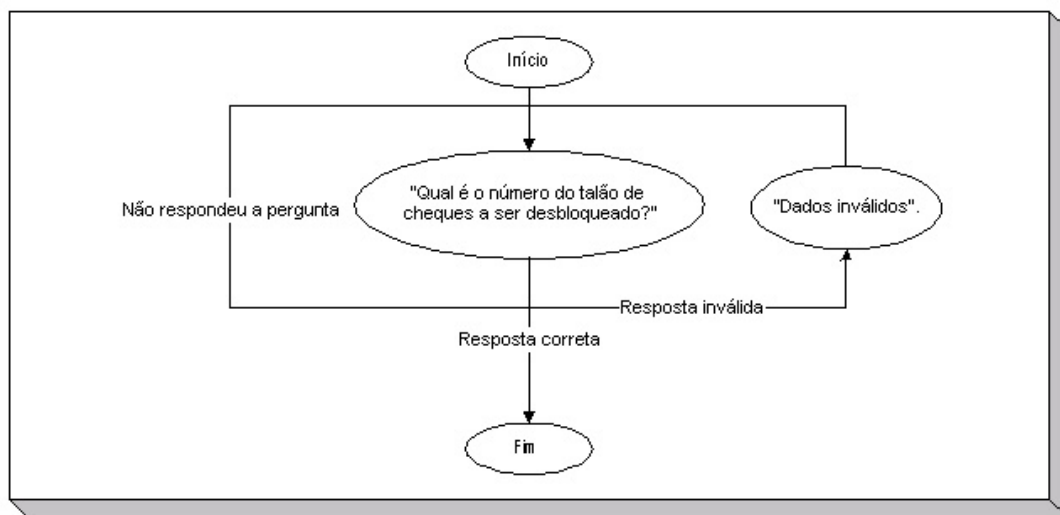 Início
"Qual é o número do talão de
cheques a ser desbloqueado?"
"Dados inválidos".
Não respondeu a pergunta
Resposta inválida
Resposta correta
Fim